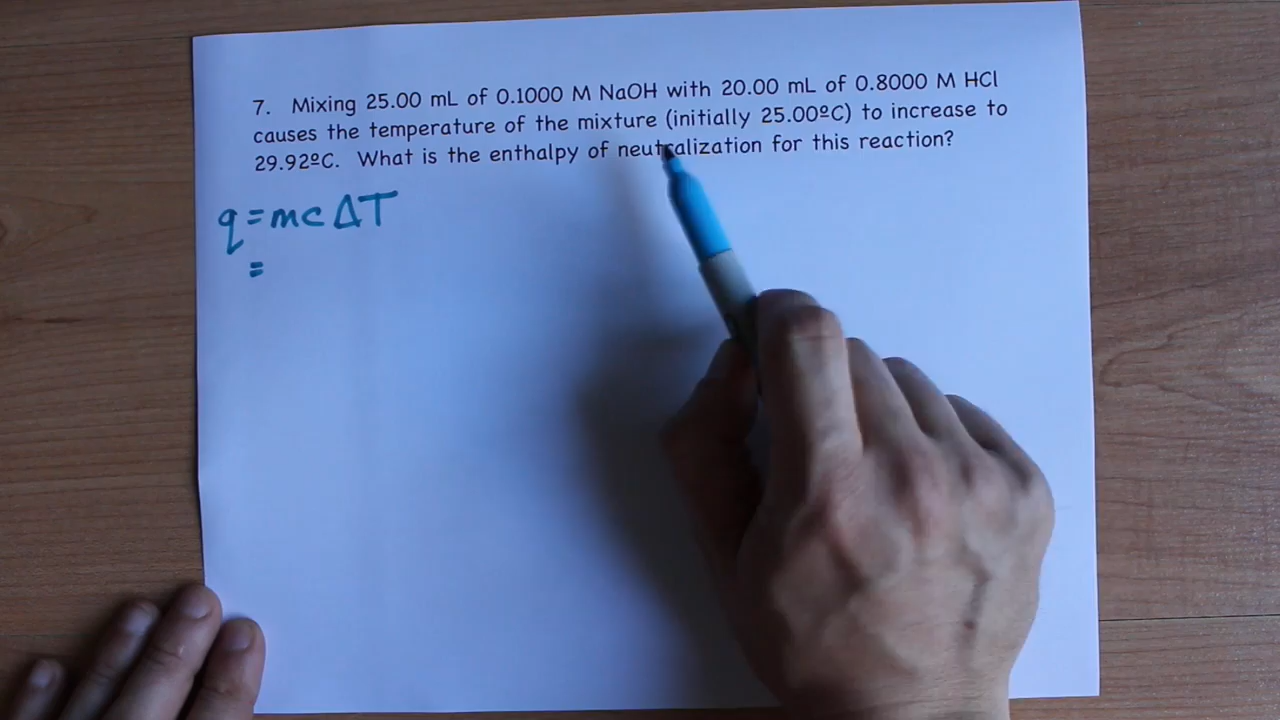 7. Mixing 25.00 mL of 0.1000 M NaOH with 20.00 mL of 0.8000 M HCl
causes the temperature of the mixture (initially 25.00ºC) to increase to
29.92ºC. What is the enthalpy of neutralization for this reaction?
q = mcΔT
=